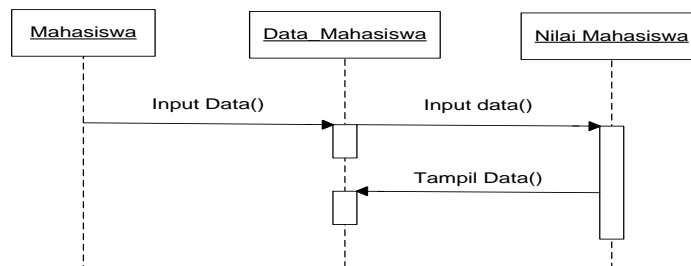 Mahasiswa
Data_Mahasiswa
Nilai Mahasiswa
Input Data()
Input data()
Tampil Data()